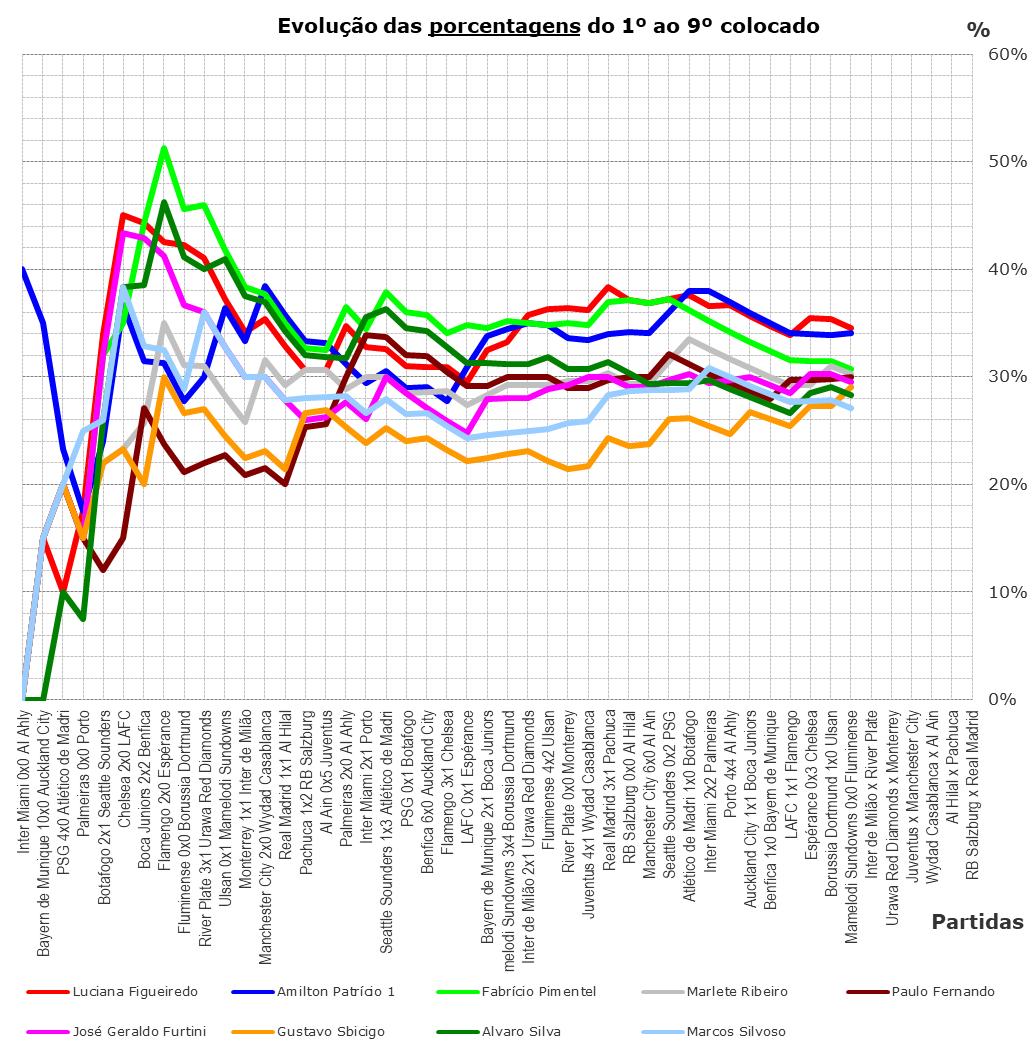 Evolução das porcentagens do 1º ao 9º colocado
%
60%
50%
40%
30%
20%
10%
0%
Inter Miami 0x0 Al Ahly
Bayern de Munique 10x0 Auckland City
PSG 4x0 Atlético de Madri
Palmeiras 0x0 Porto
Botafogo 2x1 Seattle Sounders
Chelsea 2x0 LAFC
Boca Juniors 2x2 Benfica
Flamengo 2x0 Espérance
Fluminense 0x0 Borussia Dortmund
River Plate 3x1 Urawa Red Diamonds
Ulsan 0x1 Mamelodi Sundowns
Monterrey 1x1 Inter de Milão
Manchester City 2x0 Wydad Casablanca
Real Madrid 1x1 Al Hilal
Pachuca 1x2 RB Salzburg
Al Ain 0x5 Juventus
Palmeiras 2x0 Al Ahly
Inter Miami 2x1 Porto
Seattle Sounders 1x3 Atlético de Madri
PSG 0x1 Botafogo
Benfica 6x0 Auckland City
Flamengo 3x1 Chelsea
LAFC 0x1 Espérance
Bayern de Munique 2x1 Boca Juniors
melodi Sundowns 3x4 Borussia Dortmund
Inter de Milão 2x1 Urawa Red Diamonds
Fluminense 4x2 Ulsan
River Plate 0x0 Monterrey
Juventus 4x1 Wydad Casablanca
Real Madrid 3x1 Pachuca
RB Salzburg 0x0 Al Hilal
Manchester City 6x0 Al Ain
Seattle Sounders 0x2 PSG
Atlético de Madri 1x0 Botafogo
Inter Miami 2x2 Palmeiras
Porto 4x4 Al Ahly
Auckland City 1x1 Boca Juniors
Benfica 1x0 Bayern de Munique
LAFC 1x1 Flamengo
Espérance 0x3 Chelsea
Borussia Dortmund 1x0 Ulsan
Mamelodi Sundowns 0x0 Fluminense
Inter de Milão x River Plate
Urawa Red Diamonds x Monterrey
Juventus x Manchester City
Wydad Casablanca x Al Ain
Al Hilal x Pachuca
RB Salzburg x Real Madrid
Partidas
Luciana Figueiredo
Amilton Patrício 1
Fabrício Pimentel
Marlete Ribeiro
Paulo Fernando
José Geraldo Furtini
Gustavo Sbicigo
Alvaro Silva
Marcos Silvoso